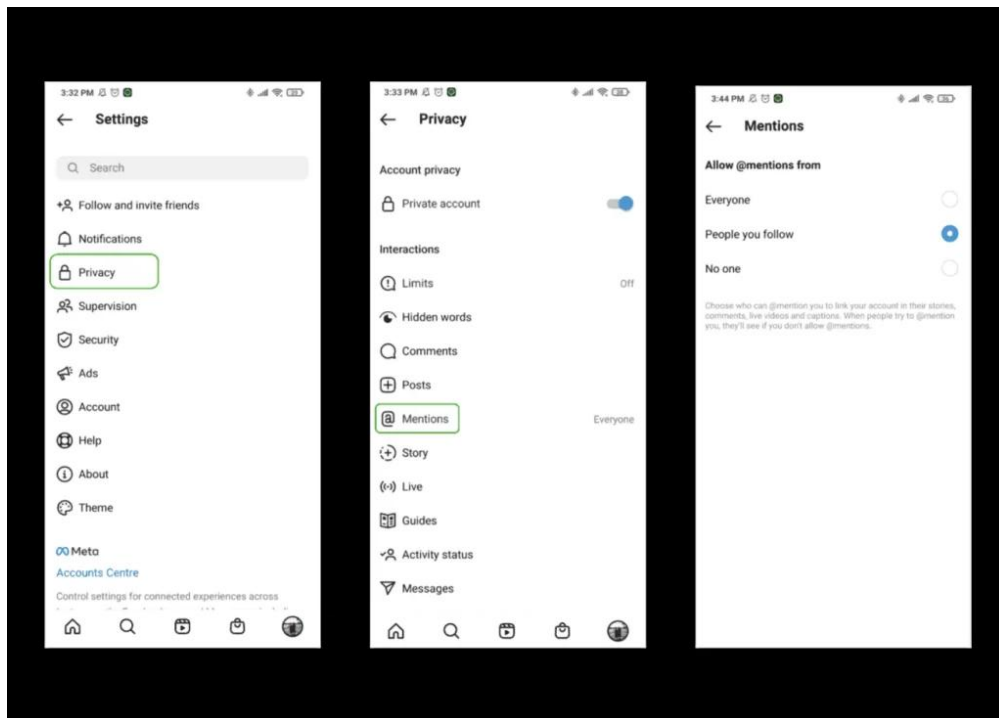 3:32 PM
Settings
Search
Follow and invite friends
Notifications
Privacy
Supervision
Security
Ads
Account
Help
About
Theme
Meta
Accounts Centre
Control settings for connected experiences across
3:33 PM
Privacy
Account privacy
Private account
Interactions
Limits Off
Hidden words
Comments
Posts
Mentions Everyone
Story
Live
Guides
Activity status
Messages
3:44 PM
Mentions
Allow @mentions from
Everyone
People you follow
No one
Choose who can @mention you to link your account in their stories,
comments, live videos and captions. When people try to @mention
you, they'll see if you don't allow @mentions.